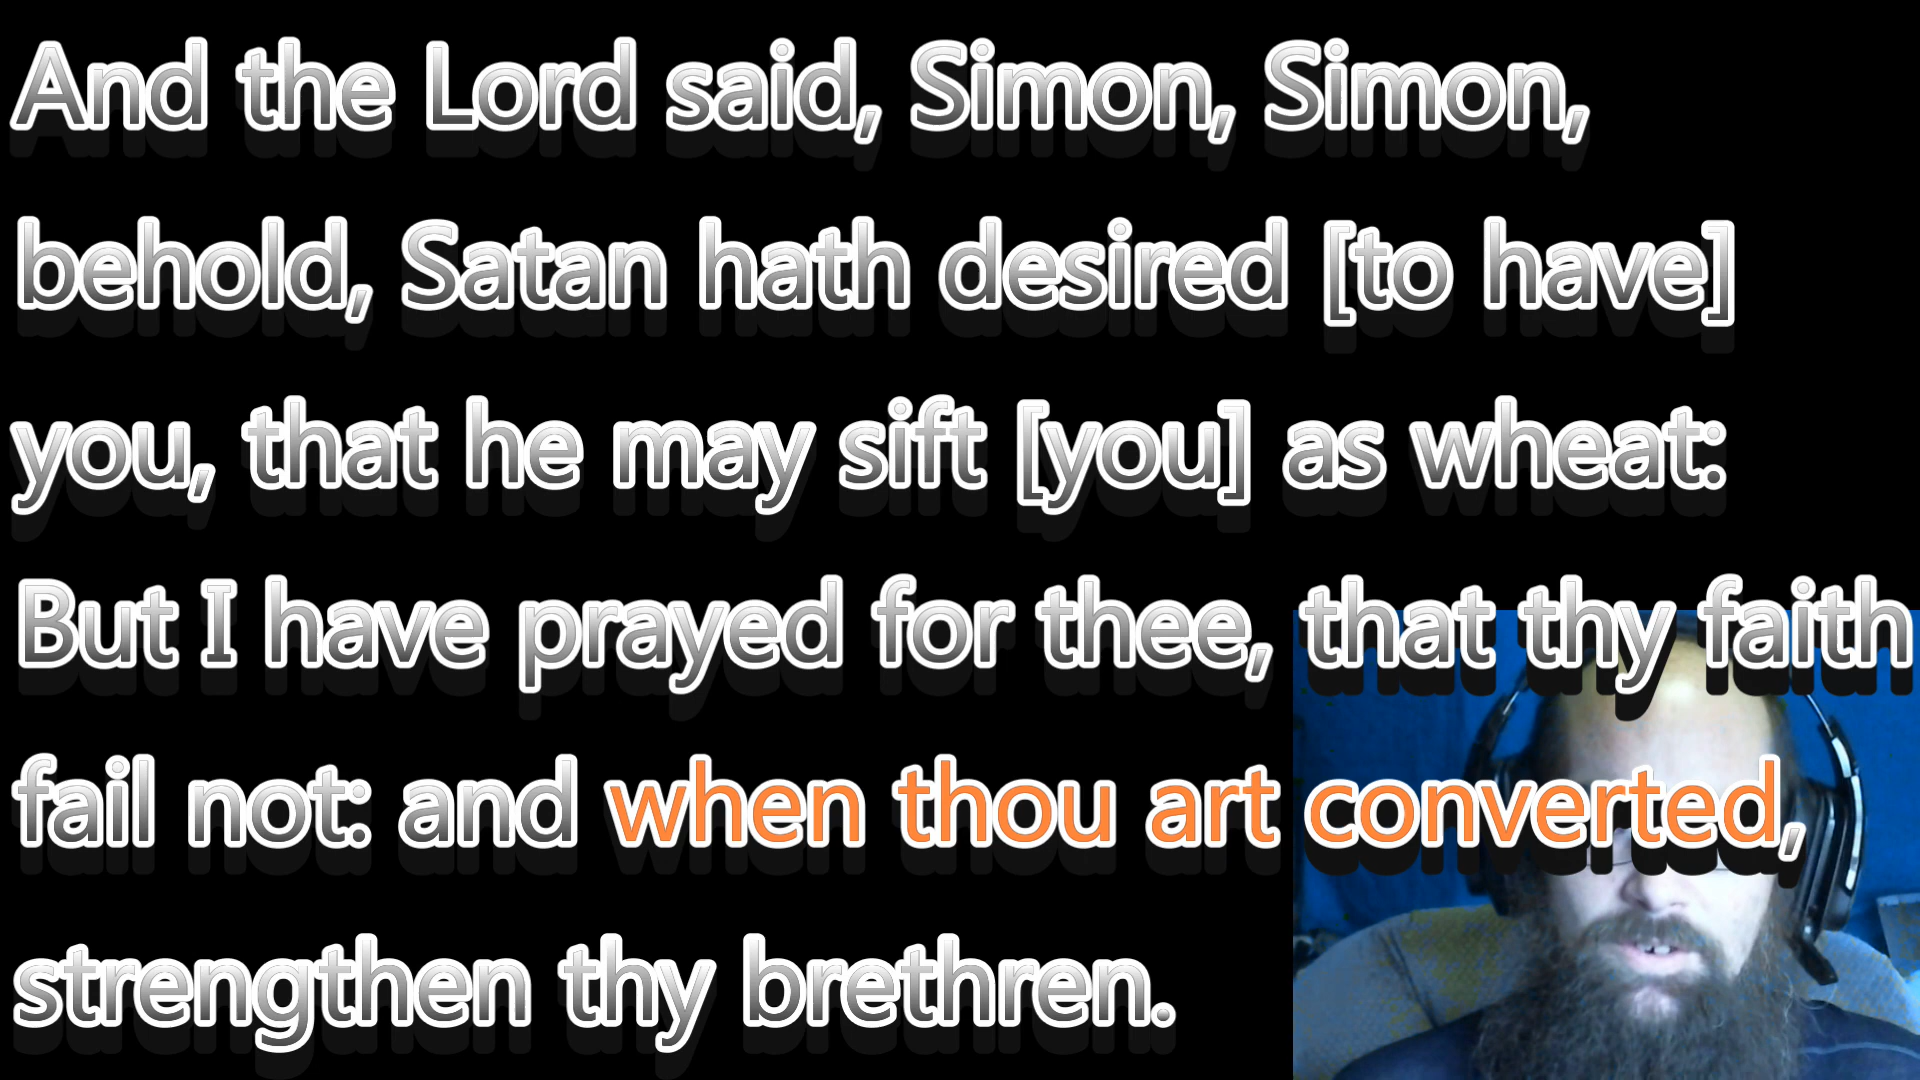 And the Lord said, Simon, Simon,
behold, Satan hath desired [to have]
you, that he may sift [you] as wheat:
But I have prayed for thee, that thy faith
fail not: and when thou art converted,
strengthen thy brethren.